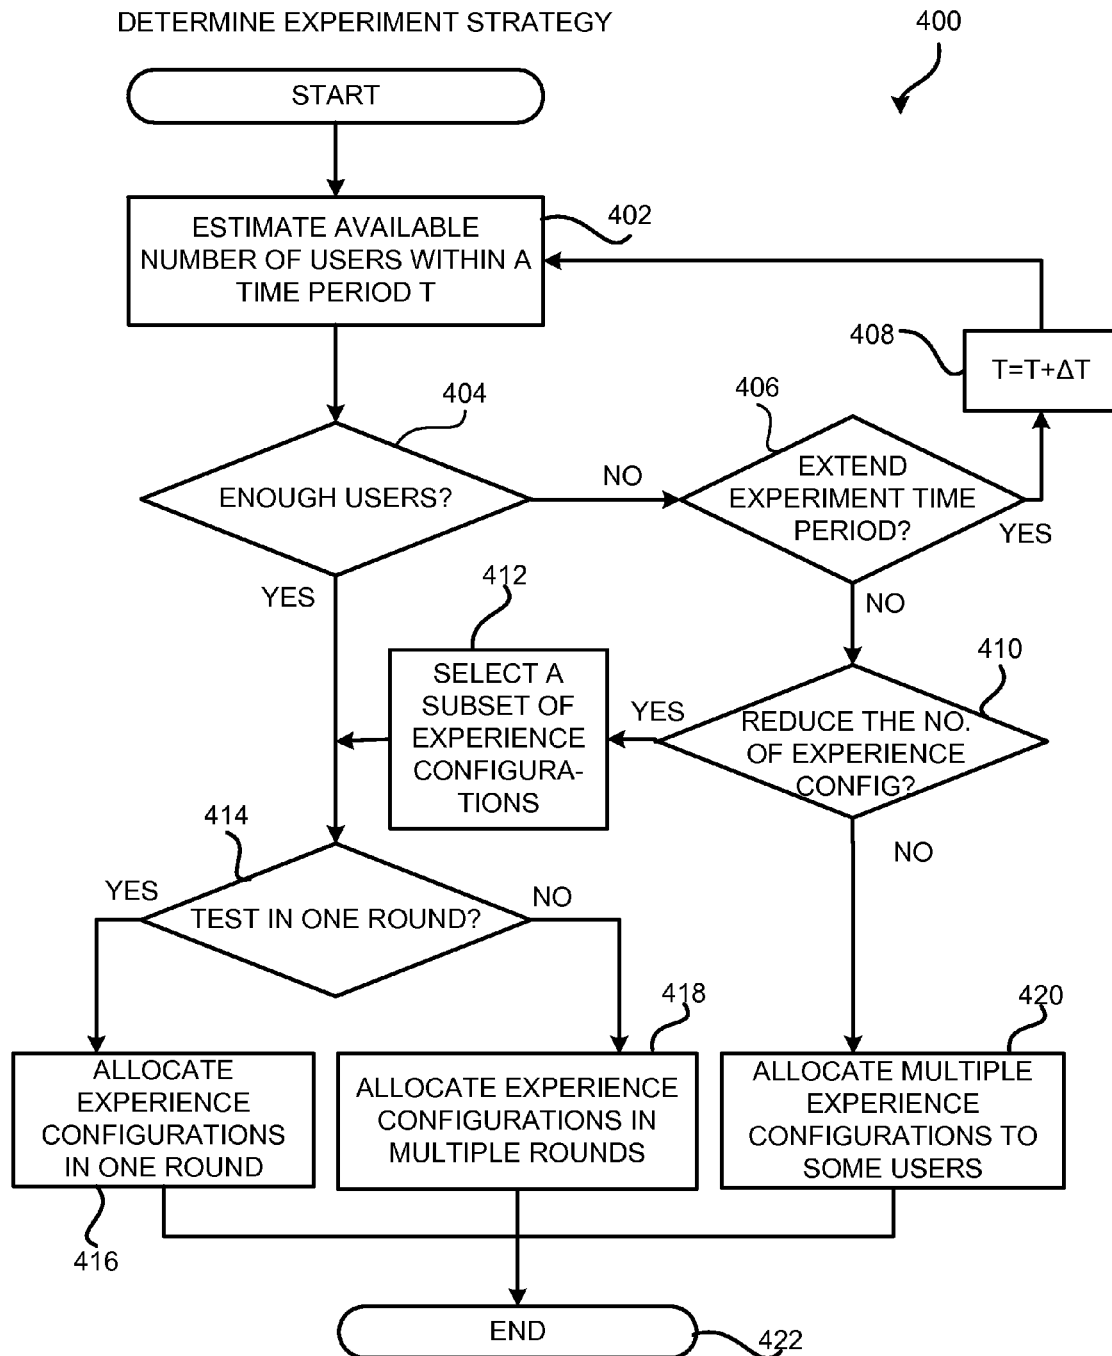 DETERMINE EXPERIMENT STRATEGY
400
START
ESTIMATE AVAILABLE
NUMBER OF USERS WITHIN A
TIME PERIOD T
402
408
T=T+ΔT
404
406
ENOUGH USERS?
NO
EXTEND
EXPERIMENT TIME
PERIOD?
YES
YES
NO
412
410
SELECT A
SUBSET OF
EXPERIENCE
CONFIGURA-
TIONS
YES
REDUCE THE NO.
OF EXPERIENCE
CONFIG?
NO
414
YES
TEST IN ONE ROUND?
NO
418
420
ALLOCATE
EXPERIENCE
CONFIGURATIONS
IN ONE ROUND
ALLOCATE EXPERIENCE
CONFIGURATIONS IN
MULTIPLE ROUNDS
ALLOCATE MULTIPLE
EXPERIENCE
CONFIGURATIONS TO
SOME USERS
416
END
422